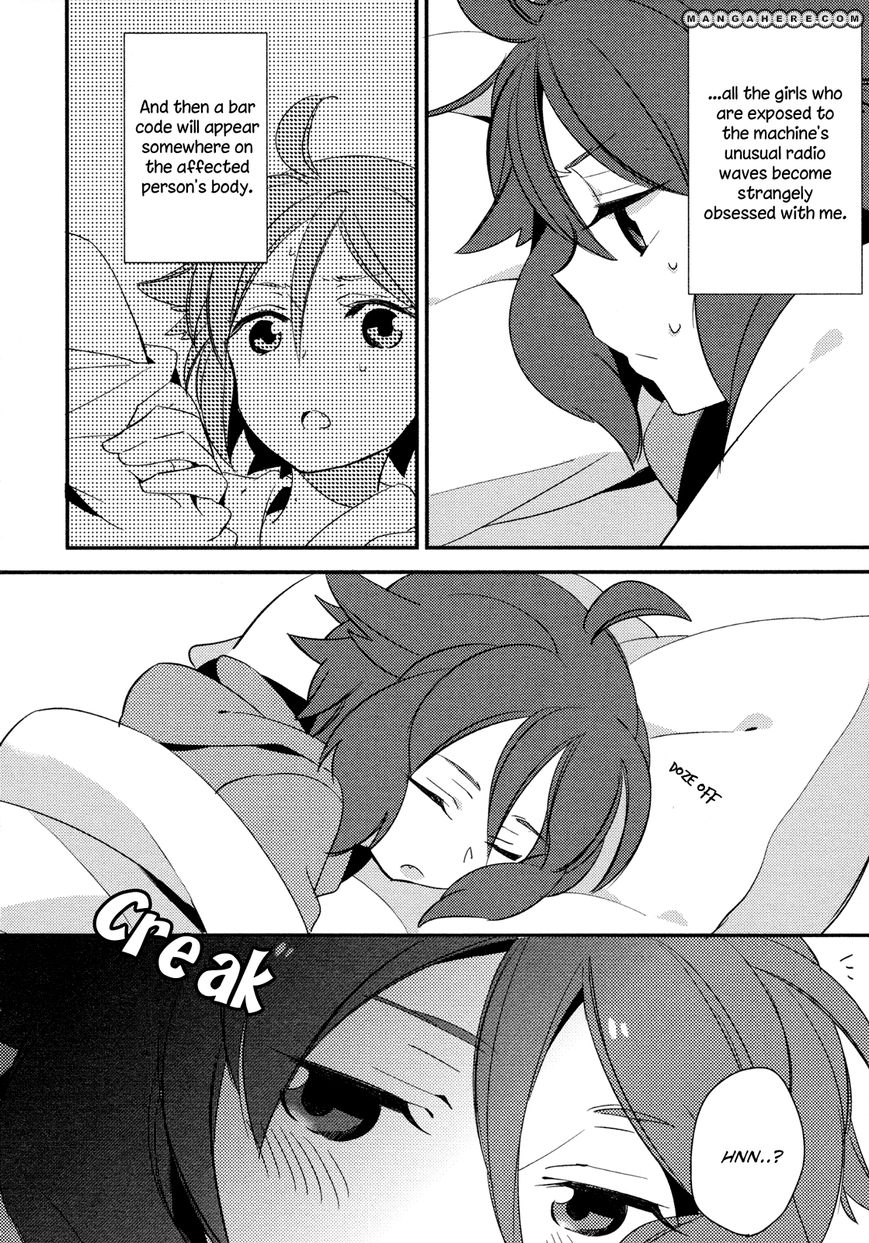 MANGAHERE.COM
...all the girls who
are exposed to
the machine's
unusual radio
waves become
strangely
obsessed with me.
And then a bar
code will appear
somewhere on
the affected
person's body.
DOZE OFF
Creak
HNN..?